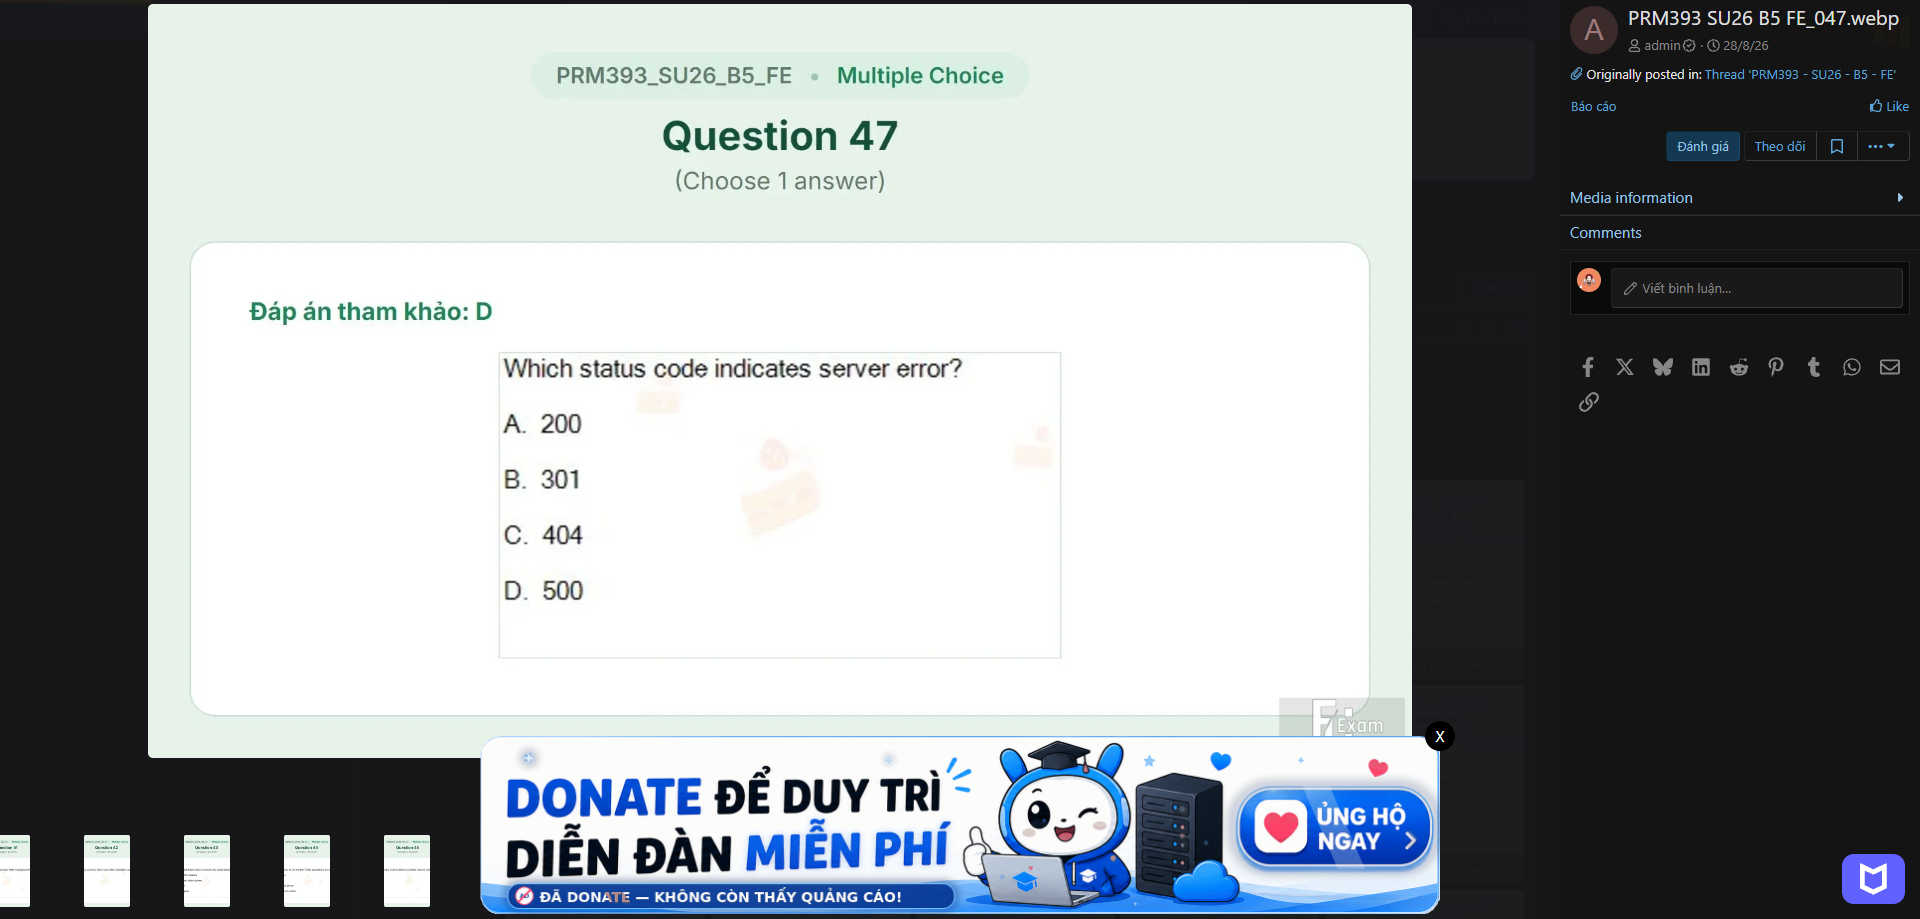 PRM393_SU26_B5_FE • Multiple Choice
Question 47
(Choose 1 answer)
Đáp án tham khảo: D
Which status code indicates server error?
A. 200
B. 301
C. 404
D. 500
F Exam
X
DONATE ĐỂ DUY TRÌ
DIỄN ĐÀN MIỄN PHÍ
ĐÃ DONATE — KHÔNG CÒN THẤY QUẢNG CÁO!
ỦNG HỘ
NGAY
A
PRM393 SU26 B5 FE_047.webp
admin · 28/8/26
Originally posted in: Thread 'PRM393 - SU26 - B5 - FE'
Báo cáo
Like
Đánh giá
Theo dõi
Media information
Comments
Viết bình luận...